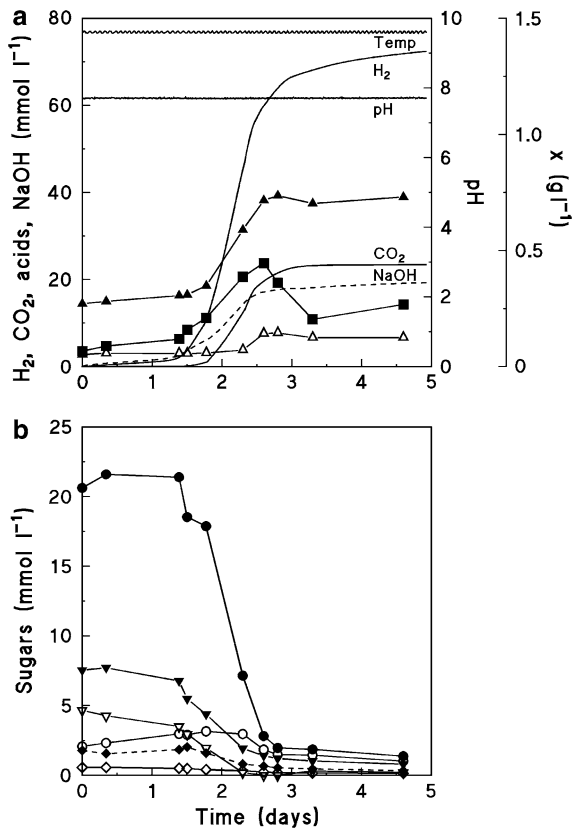 a
80
60
40
20
0
H2, CO2, acids, NaOH (mmol l−1)
Temp
H2
pH
CO2
NaOH
10
8
6
4
2
0
pH
1.5
1.0
0.5
0
x (g l−1)
0 1 2 3 4 5
b
25
20
15
10
5
0
Sugars (mmol l−1)
0 1 2 3 4 5
Time (days)